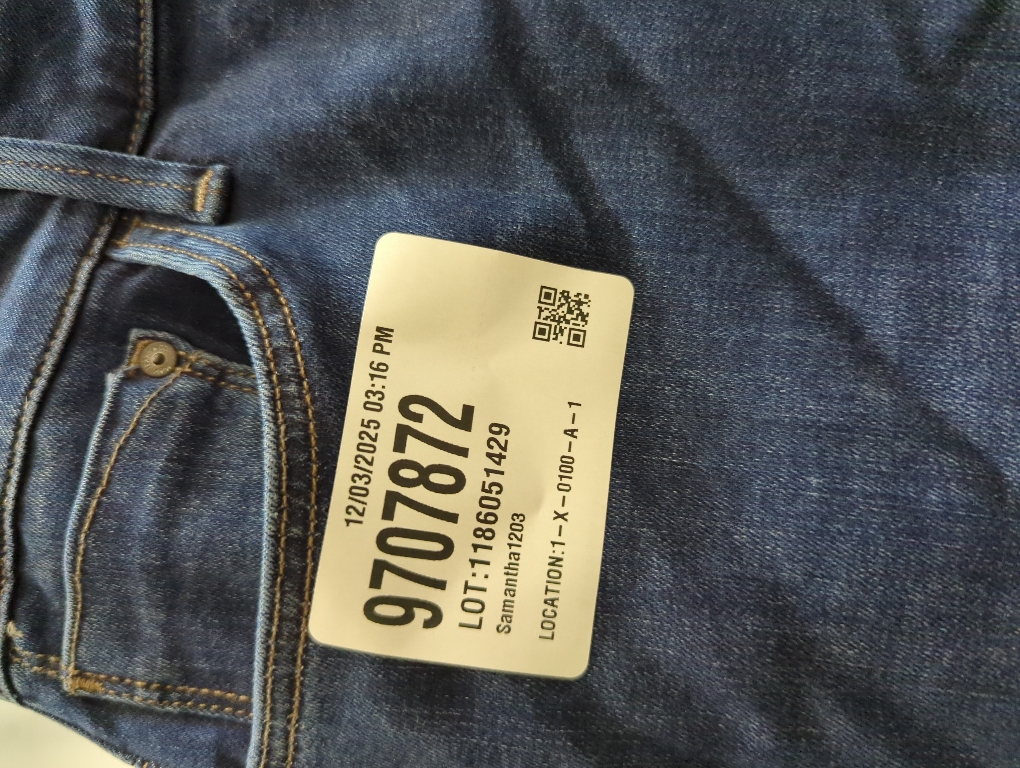 12/03/2025 03:16 PM
9707872
LOT:1186051429
Samantha1203
LOCATION:1-X-0100-A-1